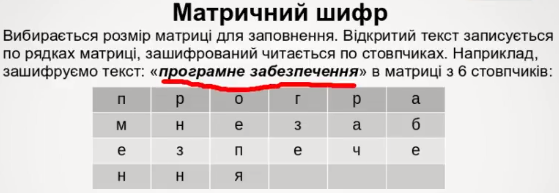 Матричний шифр
Вибирається розмір матриці для заповнення. Відкритий текст записується
по рядках матриці, зашифрований читається по стовпчиках. Наприклад,
зашифруємо текст: «програмне забезпечення» в матриці з 6 стовпчиків:
п р о г р а
м н е з а б
е з п е ч е
н н я